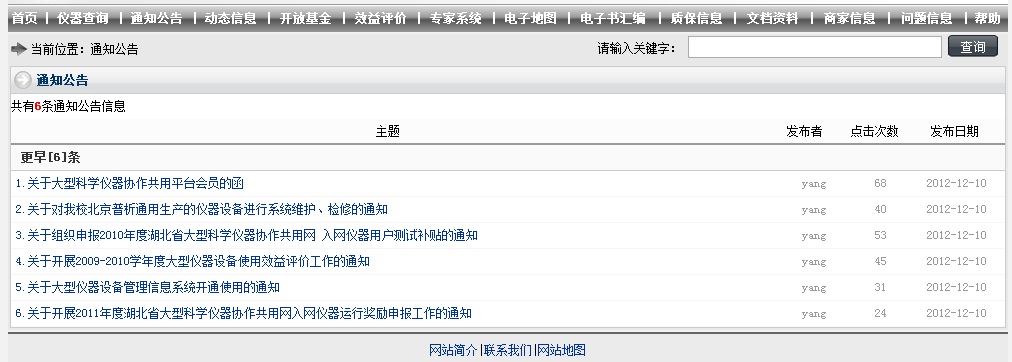 首页 | 仪器查询 | 通知公告 | 动态信息 | 开放基金 | 效益评价 | 专家系统 | 电子地图 | 电子书汇编 | 质保信息 | 文档资料 | 商家信息 | 问题信息 | 帮助
当前位置：通知公告 请输入关键字： 查询
通知公告
共有6条通知公告信息
主题 发布者 点击次数 发布日期
更早[6]条
1.关于大型科学仪器协作共用平台会员的函 yang 68 2012-12-10
2.关于对我校北京普析通用生产的仪器设备进行系统维护、检修的通知 yang 40 2012-12-10
3.关于组织申报2010年度湖北省大型科学仪器协作共用网 入网仪器用户测试补贴的通知 yang 53 2012-12-10
4.关于开展2009-2010学年度大型仪器设备使用效益评价工作的通知 yang 45 2012-12-10
5.关于大型仪器设备管理信息系统开通使用的通知 yang 31 2012-12-10
6.关于开展2011年度湖北省大型科学仪器协作共用网入网仪器运行奖励申报工作的通知 yang 24 2012-12-10
网站简介|联系我们|网站地图